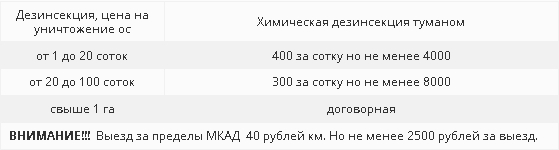 Дезинсекция, цена на
уничтожение ос
Химическая дезинсекция туманом
от 1 до 20 соток
400 за сотку но не менее 4000
от 20 до 100 соток
300 за сотку но не менее 8000
свыше 1 га
договорная
ВНИМАНИЕ!!! Выезд за пределы МКАД 40 рублей км. Но не менее 2500 рублей за выезд.